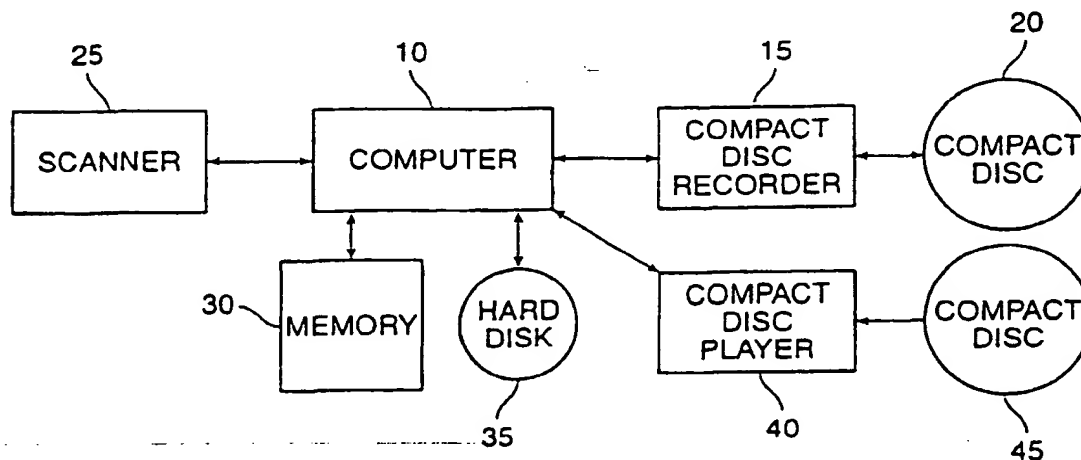 25
10
15
20
SCANNER
COMPUTER
COMPACT
DISC
RECORDER
COMPACT
DISC
30
MEMORY
HARD
DISK
COMPACT
DISC
PLAYER
COMPACT
DISC
35
40
45